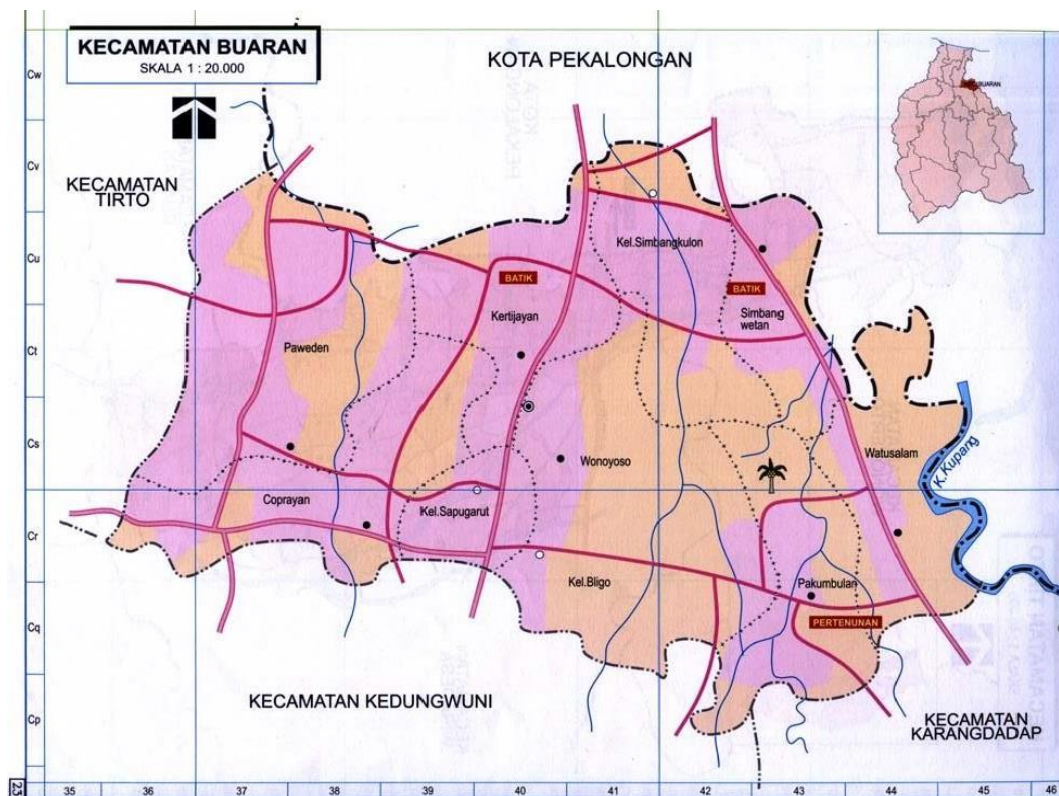 KECAMATAN BUARAN
SKALA 1 : 20.000
KOTA PEKALONGAN
BUARAN
KECAMATAN
TIRTO
Kel.Simbangkulon
BATIK
BATIK
Kertijayan
Simbang
wetan
Paweden
Wonoyoso
Watusalam
K.Kupang
Coprayan
Kel.Sapugarut
Kel.Bligo
Pakumbulan
PERTENUNAN
KECAMATAN KEDUNGWUNI
KECAMATAN
KARANGDADAP
Cw
Cv
Cu
Ct
Cs
Cr
Cq
Cp
23
35 36 37 38 39 40 41 42 43 44 45 46